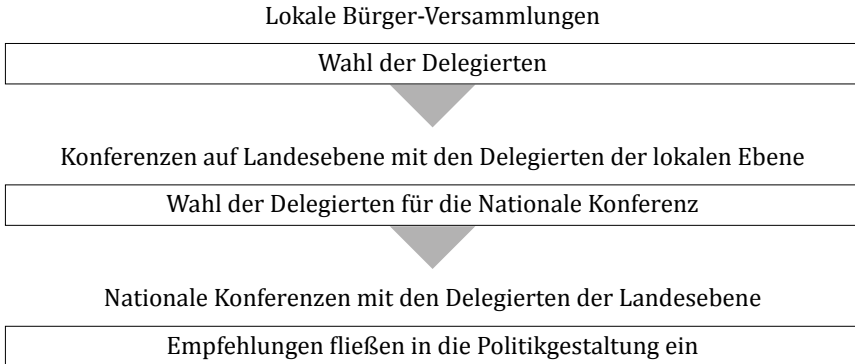 Lokale Bürger-Versammlungen
Wahl der Delegierten
Konferenzen auf Landesebene mit den Delegierten der lokalen Ebene
Wahl der Delegierten für die Nationale Konferenz
Nationale Konferenzen mit den Delegierten der Landesebene
Empfehlungen fließen in die Politikgestaltung ein